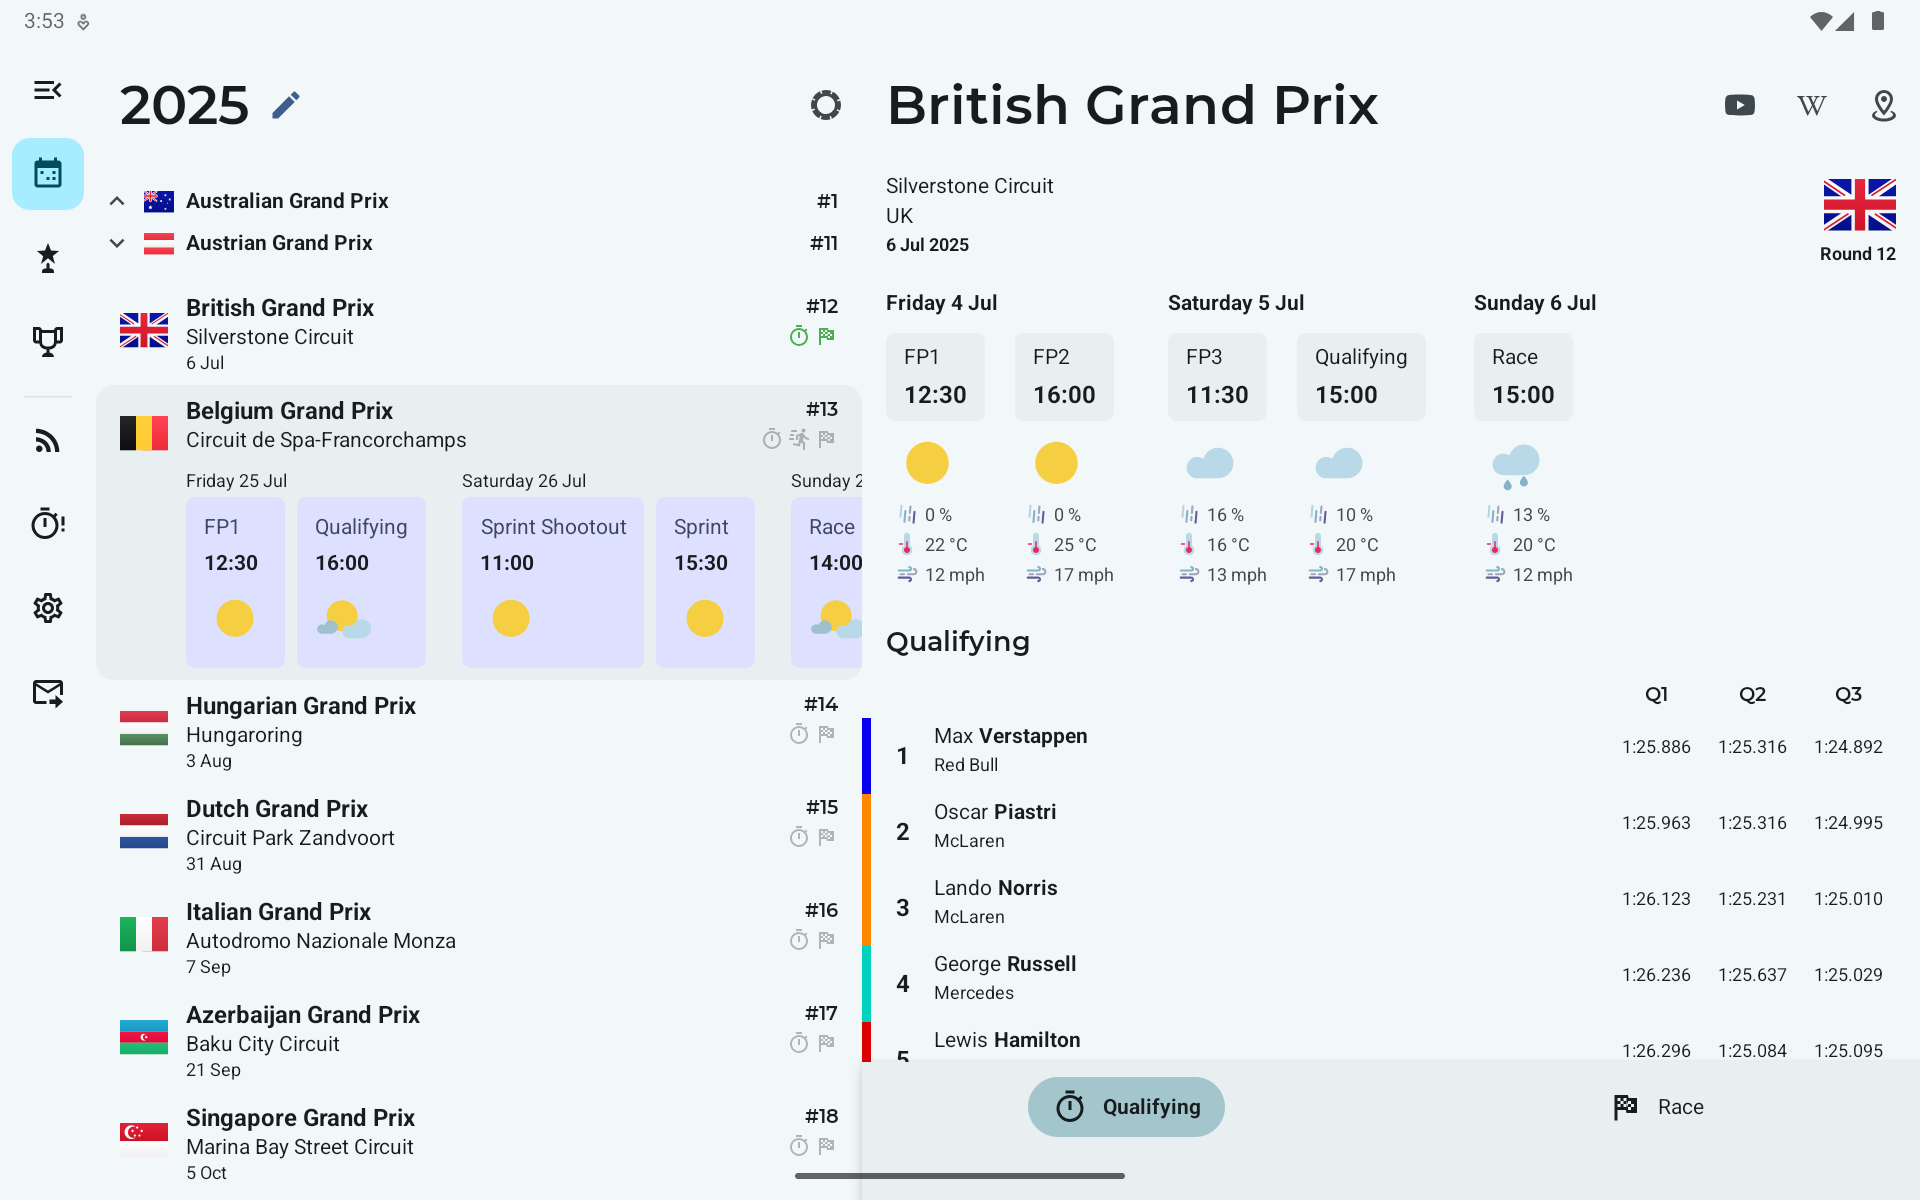 3:53
2025
Australian Grand Prix #1
Austrian Grand Prix #11
British Grand Prix #12
Silverstone Circuit
6 Jul
Belgium Grand Prix #13
Circuit de Spa-Francorchamps
Friday 25 Jul Saturday 26 Jul Sunday 2
FP1 Qualifying Sprint Shootout Sprint Race
12:30 16:00 11:00 15:30 14:00
Hungarian Grand Prix #14
Hungaroring
3 Aug
Dutch Grand Prix #15
Circuit Park Zandvoort
31 Aug
Italian Grand Prix #16
Autodromo Nazionale Monza
7 Sep
Azerbaijan Grand Prix #17
Baku City Circuit
21 Sep
Singapore Grand Prix #18
Marina Bay Street Circuit
5 Oct
British Grand Prix
W
Silverstone Circuit
UK
6 Jul 2025
Round 12
Friday 4 Jul Saturday 5 Jul Sunday 6 Jul
FP1 FP2 FP3 Qualifying Race
12:30 16:00 11:30 15:00 15:00
0 % 0 % 16 % 10 % 13 %
22 °C 25 °C 16 °C 20 °C 20 °C
12 mph 17 mph 13 mph 17 mph 12 mph
Qualifying
Q1 Q2 Q3
1 Max Verstappen 1:25.886 1:25.316 1:24.892
Red Bull
2 Oscar Piastri 1:25.963 1:25.316 1:24.995
McLaren
3 Lando Norris 1:26.123 1:25.231 1:25.010
McLaren
4 George Russell 1:26.236 1:25.637 1:25.029
Mercedes
5 Lewis Hamilton 1:26.296 1:25.084 1:25.095
Qualifying Race